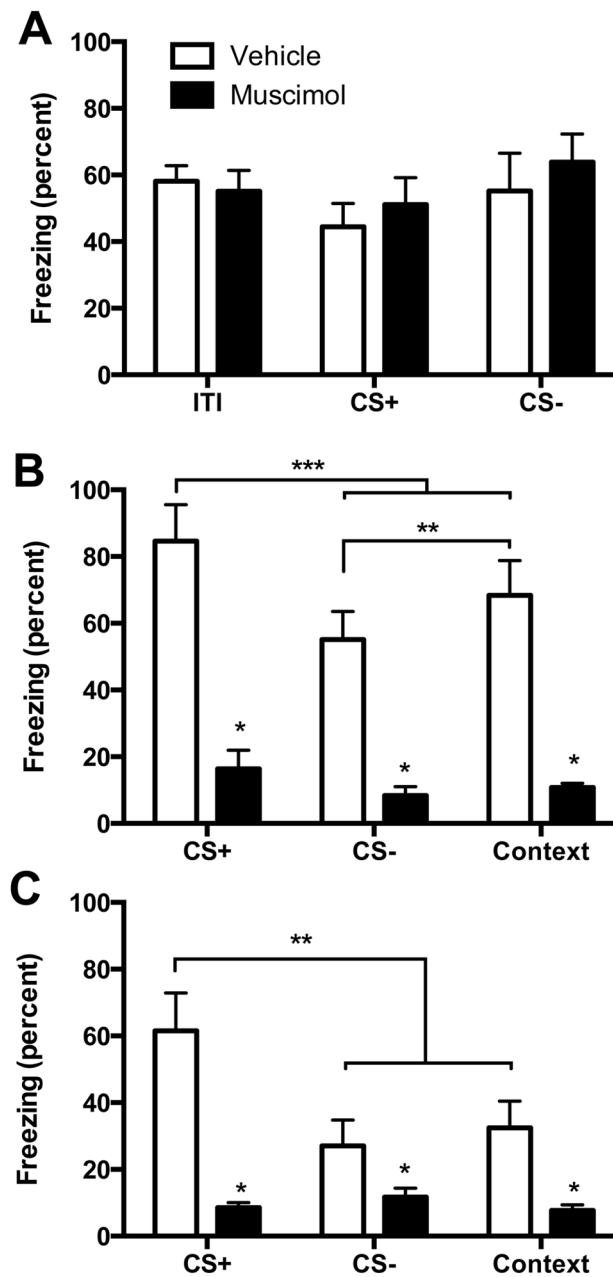 A
Freezing (percent)
100
80
60
40
20
0
Vehicle
Muscimol
ITI CS+ CS-
B
Freezing (percent)
100
80
60
40
20
0
***
**
* * *
CS+ CS- Context
C
Freezing (percent)
100
80
60
40
20
0
**
* * *
CS+ CS- Context